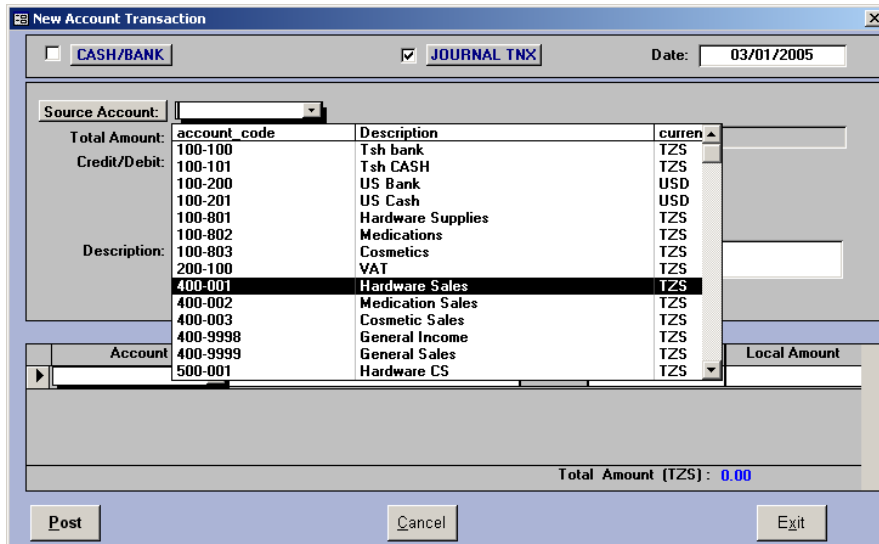 New Account Transaction
CASH/BANK JOURNAL TNX Date: 03/01/2005
Source Account:
Total Amount:
Credit/Debit:
Description:
account_code Description curren
100-100 Tsh bank TZS
100-101 Tsh CASH TZS
100-200 US Bank USD
100-201 US Cash USD
100-801 Hardware Supplies TZS
100-802 Medications TZS
100-803 Cosmetics TZS
200-100 VAT TZS
400-001 Hardware Sales TZS
400-002 Medication Sales TZS
400-003 Cosmetic Sales TZS
400-9998 General Income TZS
400-9999 General Sales TZS
500-001 Hardware CS TZS
Account Local Amount
Total Amount (TZS) : 0.00
Post Cancel Exit